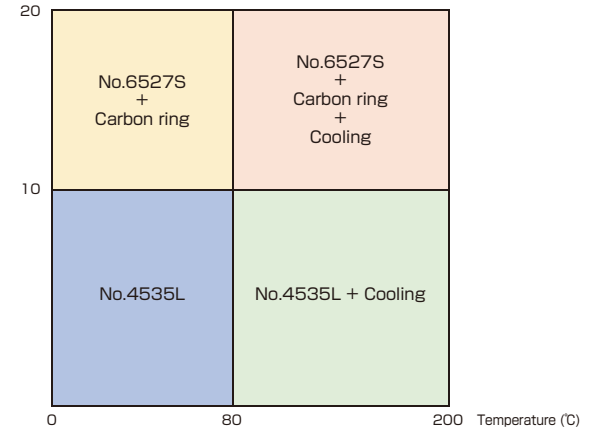 20
No.6527S
+
Carbon ring
No.6527S
+
Carbon ring
+
Cooling
10
No.4535L
No.4535L + Cooling
0
80
200
Temperature (℃)